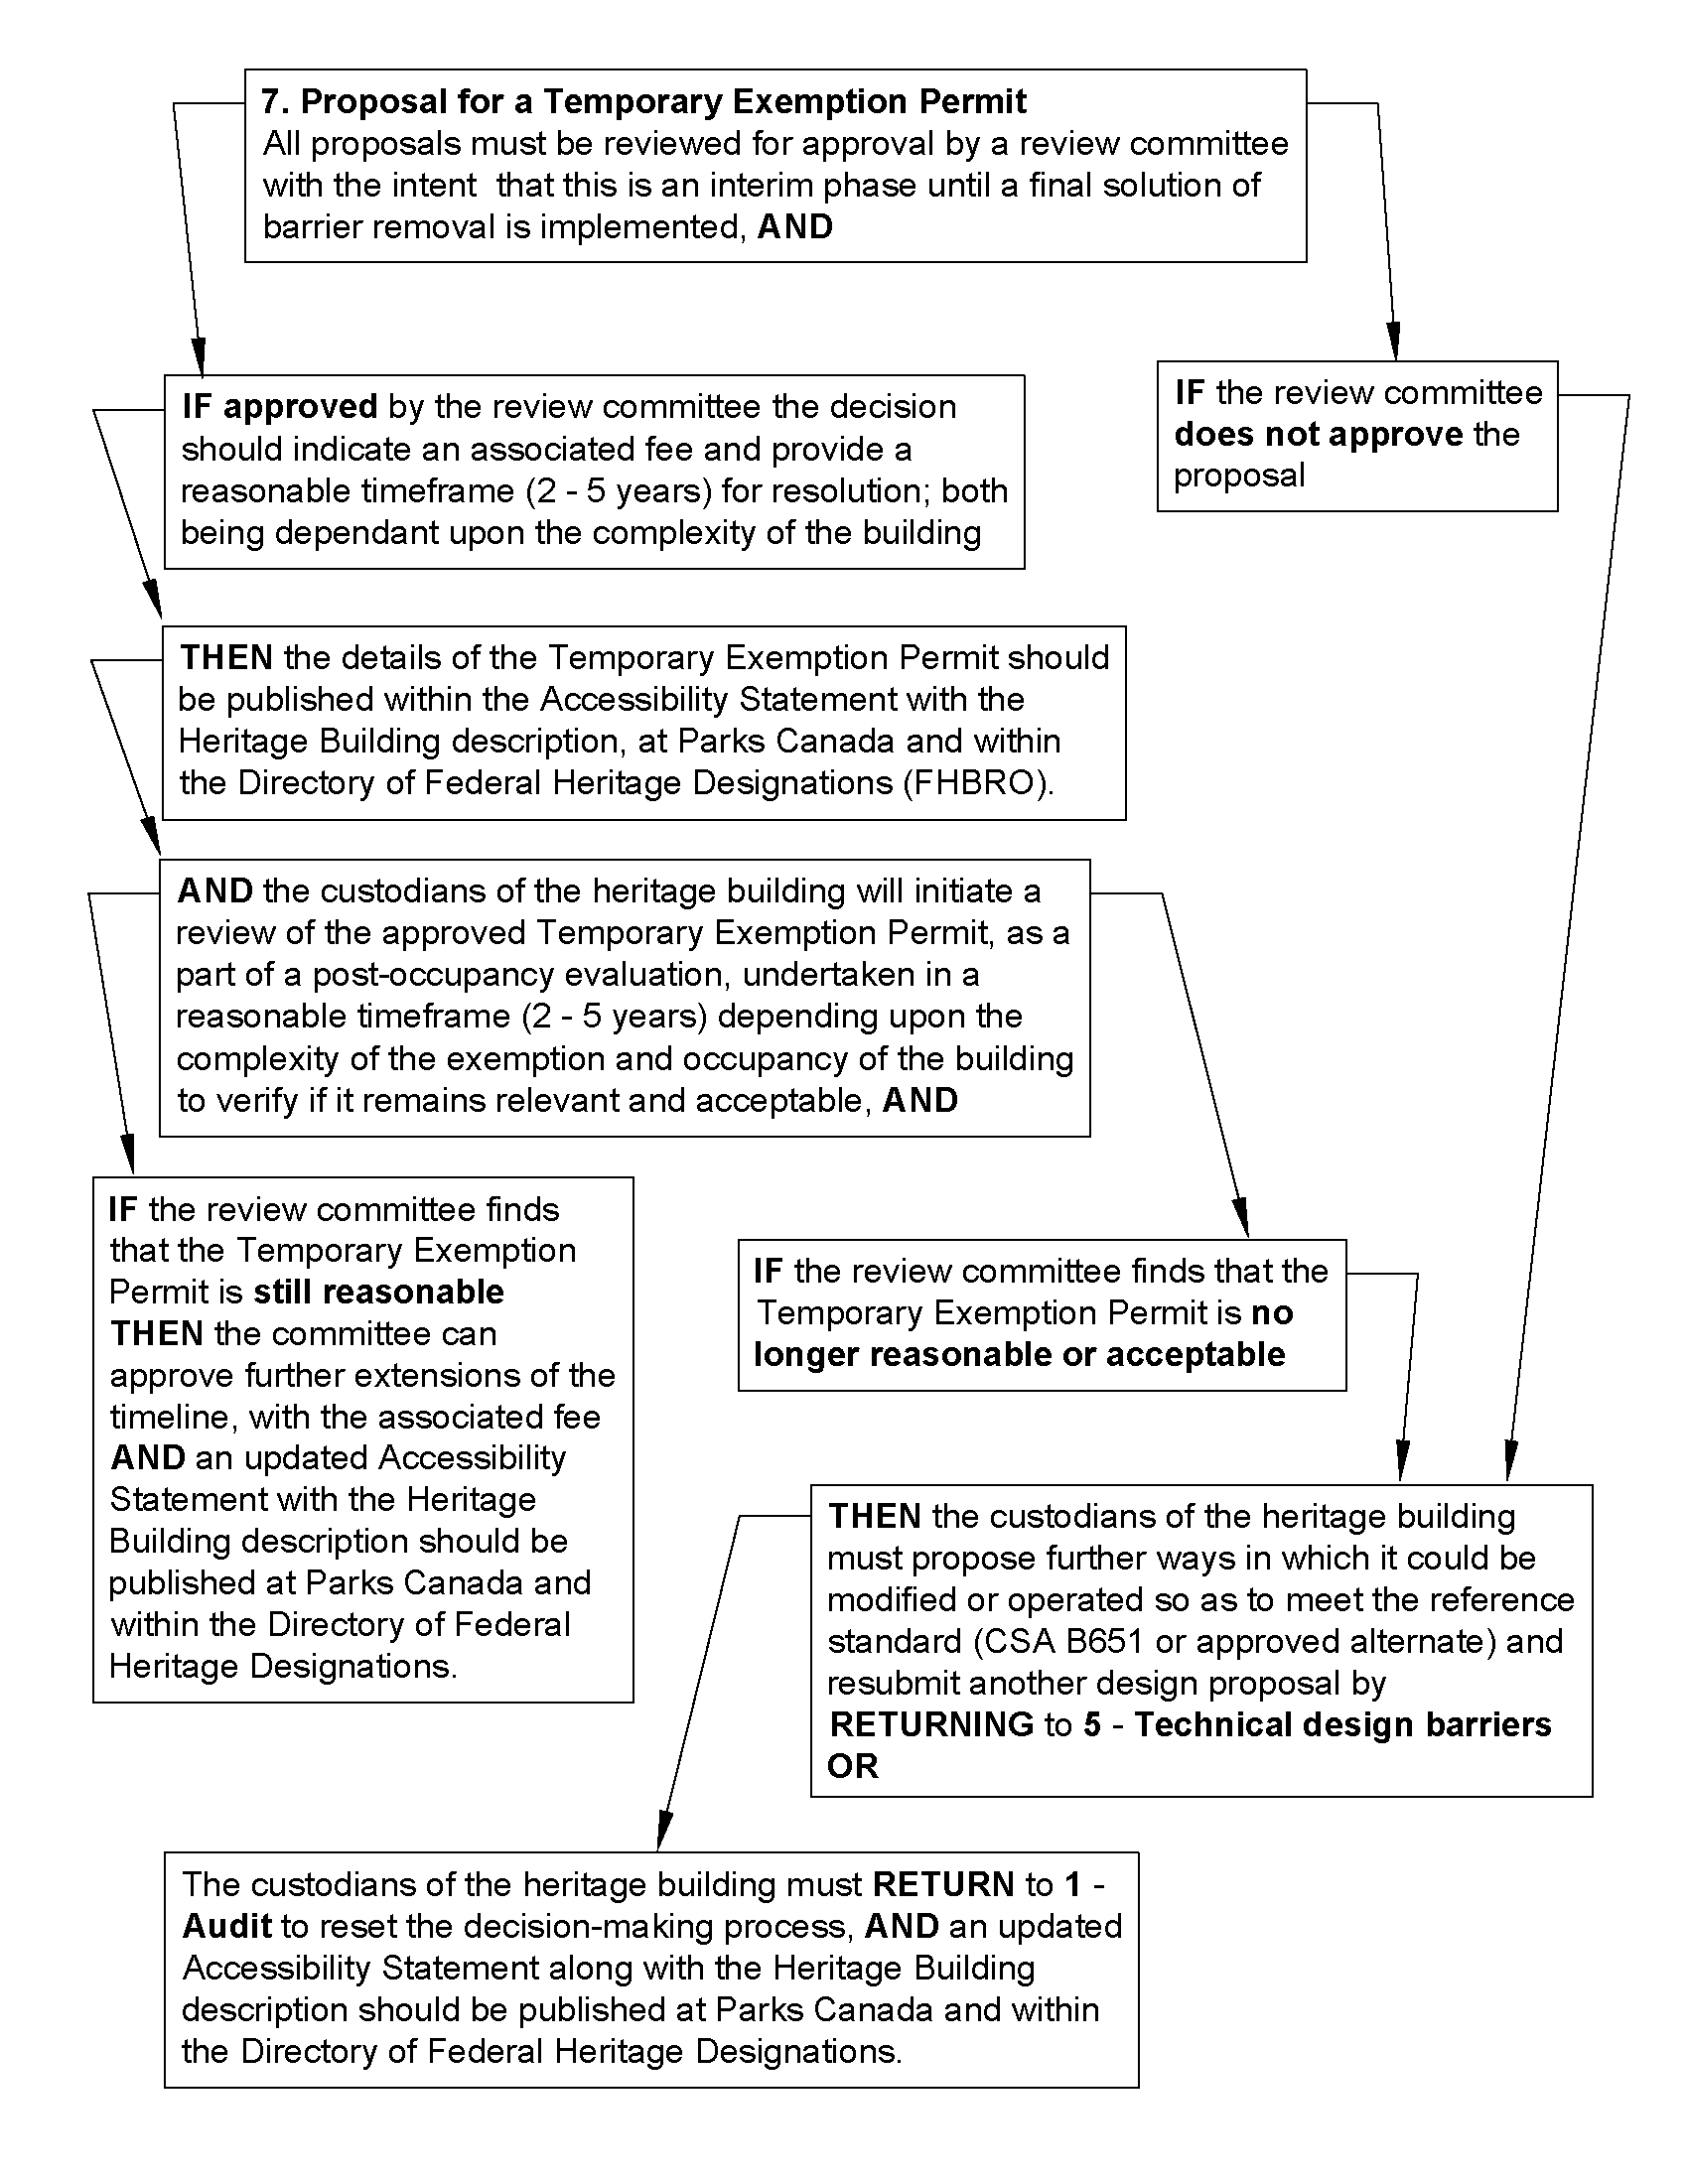 7. Proposal for a Temporary Exemption Permit
All proposals must be reviewed for approval by a review committee
with the intent  that this is an interim phase until a final solution of
barrier removal is implemented, AND
IF approved by the review committee the decision
should indicate an associated fee and provide a
reasonable timeframe (2 - 5 years) for resolution; both
being dependant upon the complexity of the building
IF the review committee
does not approve the
proposal
THEN the details of the Temporary Exemption Permit should
be published within the Accessibility Statement with the
Heritage Building description, at Parks Canada and within
the Directory of Federal Heritage Designations (FHBRO).
AND the custodians of the heritage building will initiate a
review of the approved Temporary Exemption Permit, as a
part of a post-occupancy evaluation, undertaken in a
reasonable timeframe (2 - 5 years) depending upon the
complexity of the exemption and occupancy of the building
to verify if it remains relevant and acceptable, AND
IF the review committee finds
that the Temporary Exemption
Permit is still reasonable
THEN the committee can
approve further extensions of the
timeline, with the associated fee
AND an updated Accessibility
Statement with the Heritage
Building description should be
published at Parks Canada and
within the Directory of Federal
Heritage Designations.
IF the review committee finds that the
Temporary Exemption Permit is no
longer reasonable or acceptable
THEN the custodians of the heritage building
must propose further ways in which it could be
modified or operated so as to meet the reference
standard (CSA B651 or approved alternate) and
resubmit another design proposal by
RETURNING to 5 - Technical design barriers
OR
The custodians of the heritage building must RETURN to 1 -
Audit to reset the decision-making process, AND an updated
Accessibility Statement along with the Heritage Building
description should be published at Parks Canada and within
the Directory of Federal Heritage Designations.